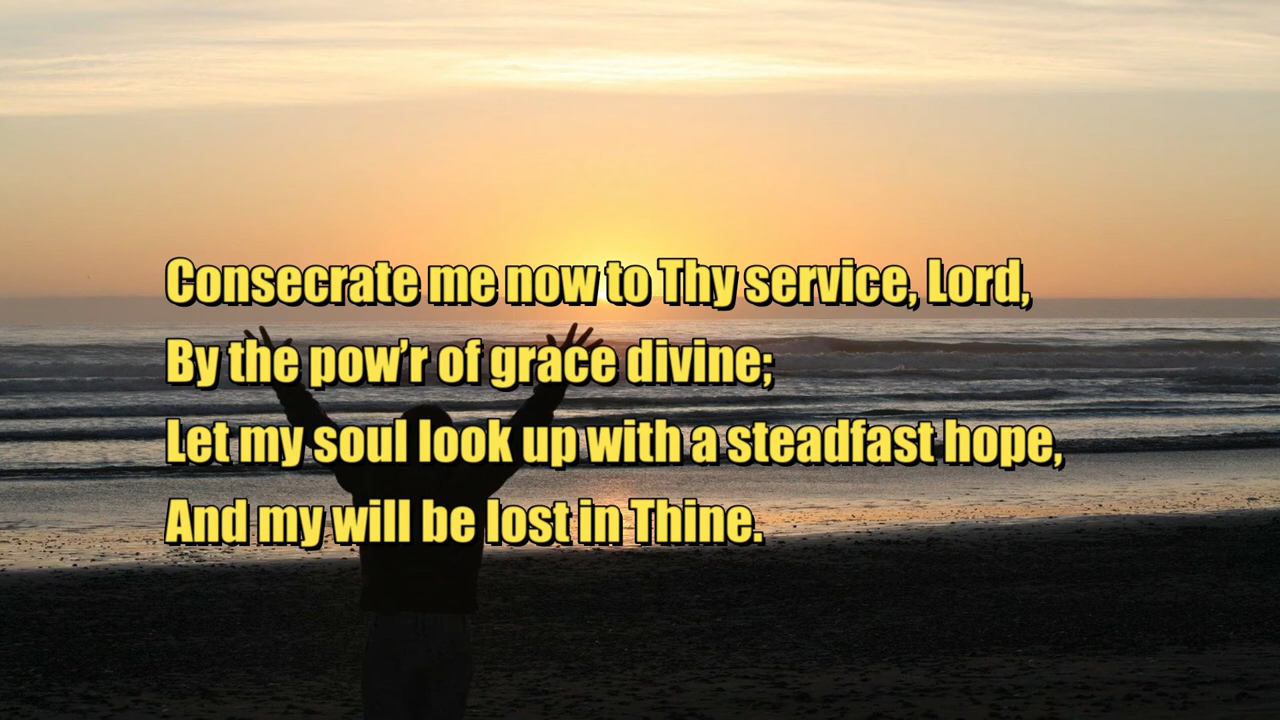 Consecrate me now to Thy service, Lord,
By the pow’r of grace divine;
Let my soul look up with a steadfast hope,
And my will be lost in Thine.